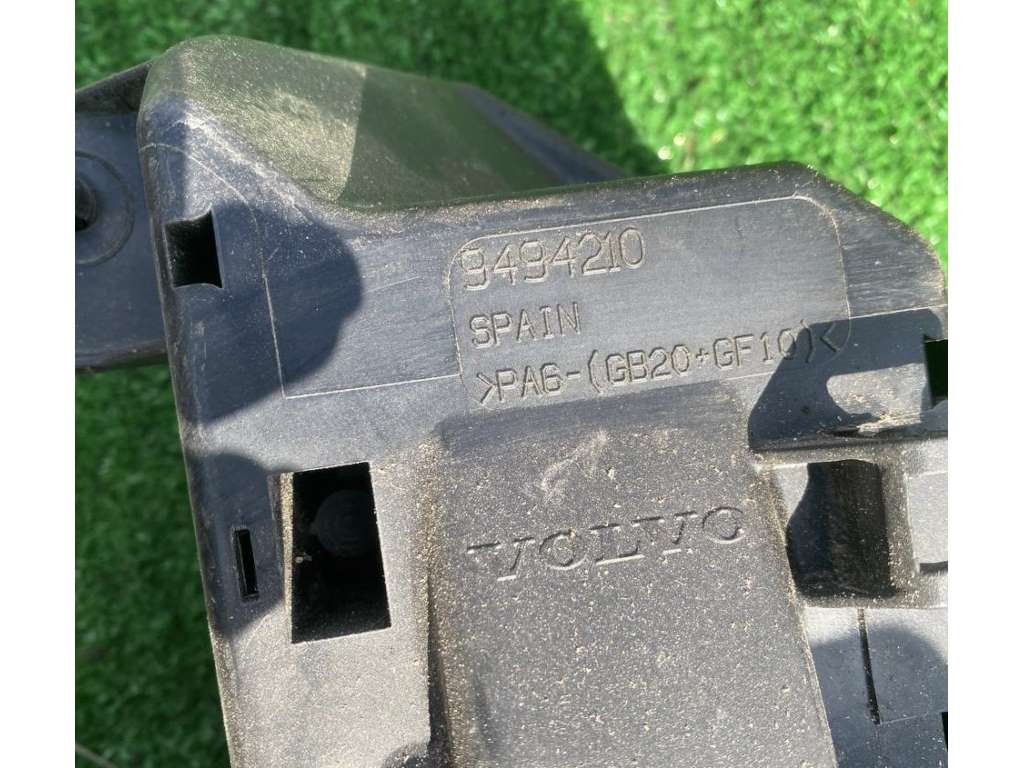 9494210
SPAIN
>PA6-(GB20+GF10)<
VOLVO